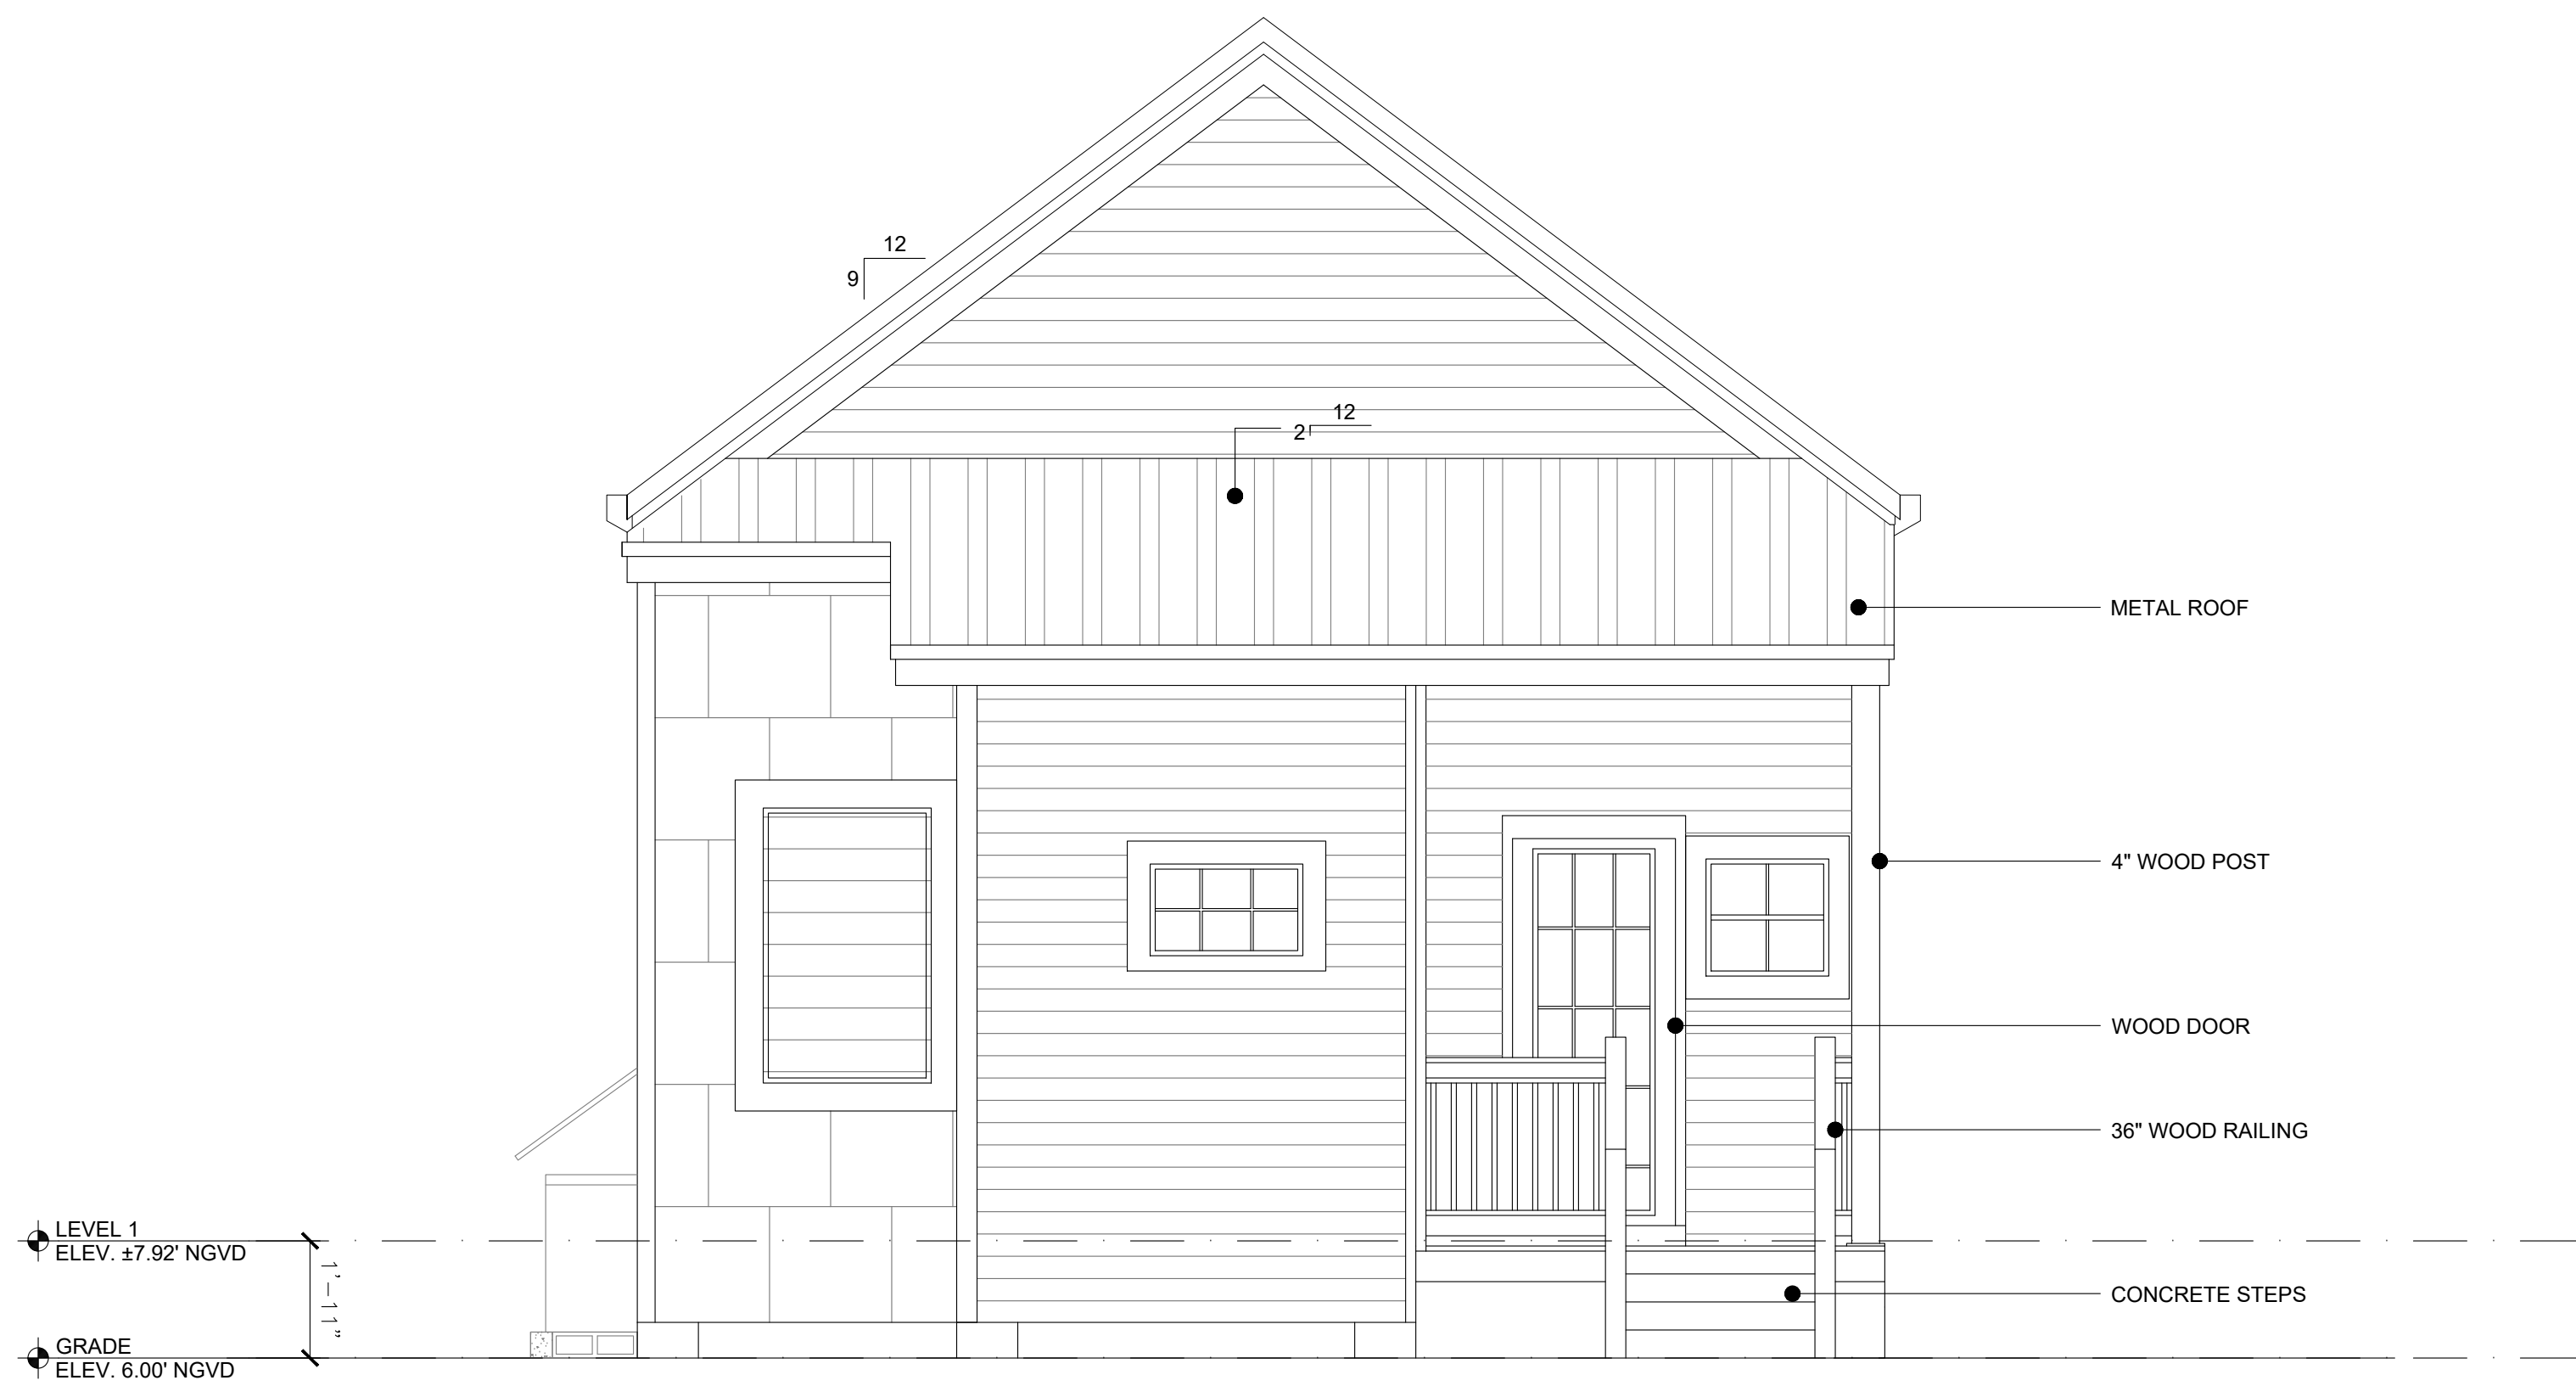 12
9
12
2
METAL ROOF
4" WOOD POST
WOOD DOOR
36" WOOD RAILING
LEVEL 1
ELEV. ±7.92' NGVD
1'-11"
CONCRETE STEPS
GRADE
ELEV. 6.00' NGVD